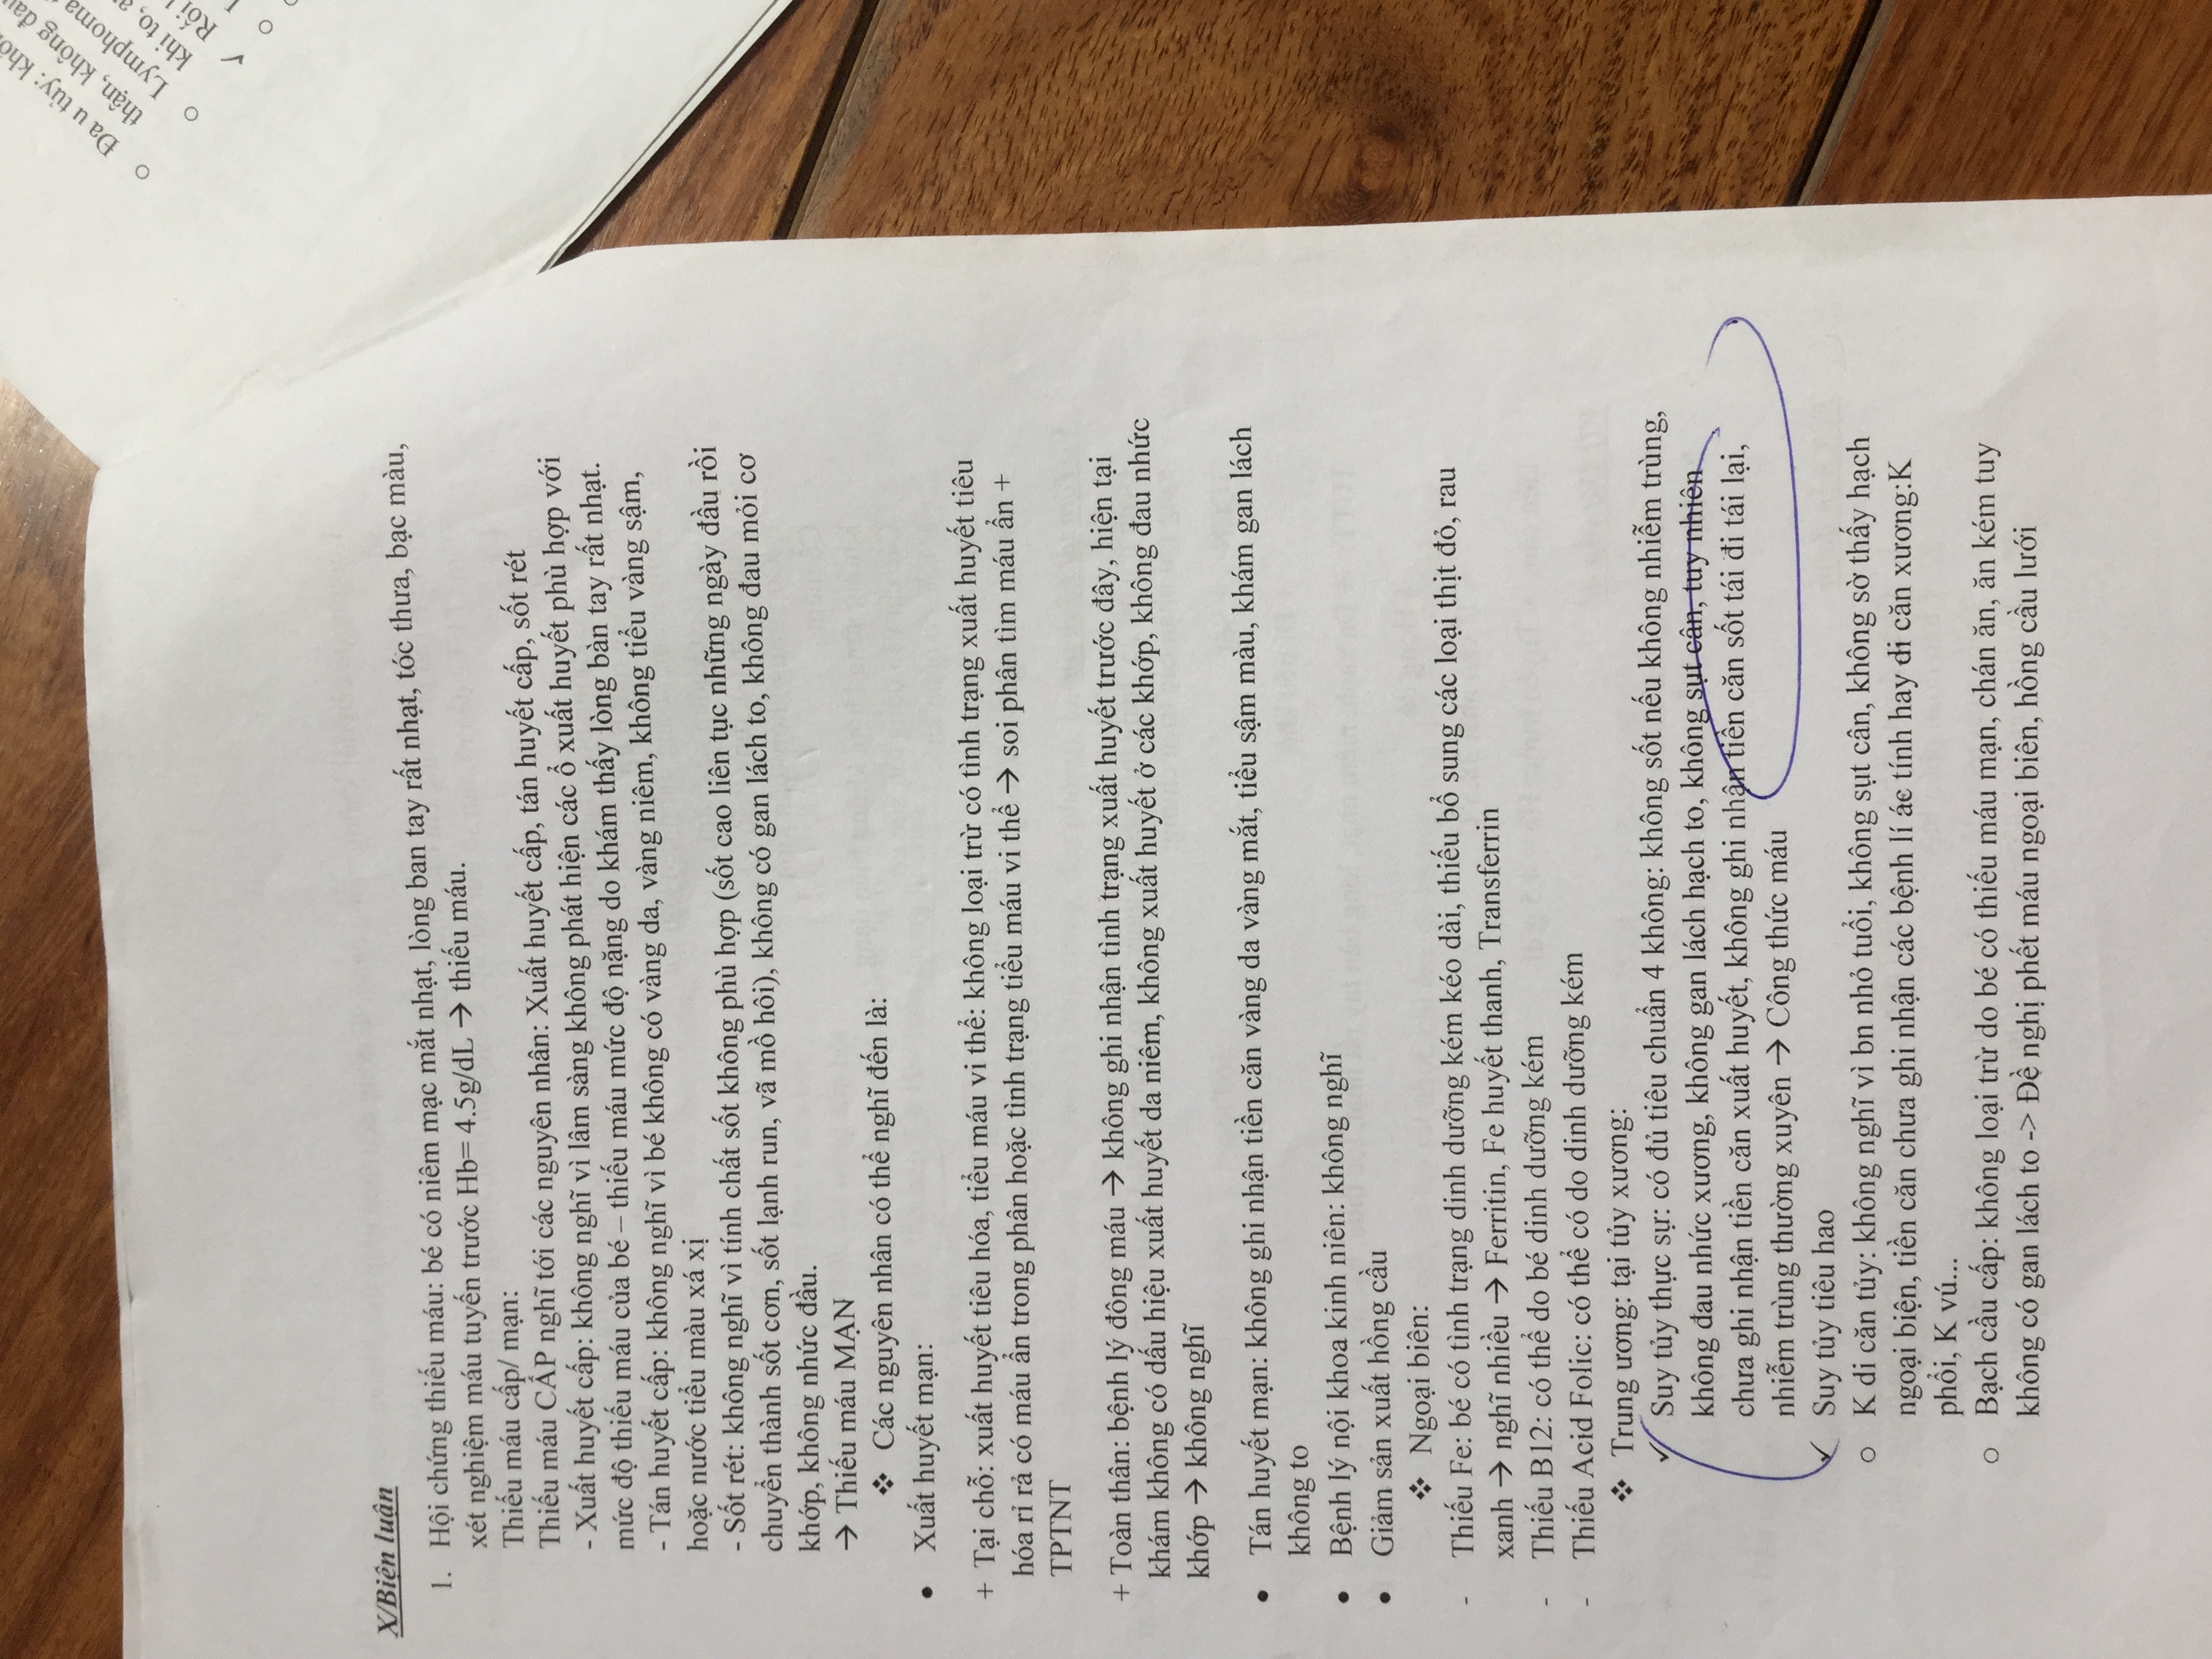 X/Biện luận
1. Hội chứng thiếu máu: bé có niêm mạc mắt nhạt, lòng ban tay rất nhạt, tóc thưa, bạc màu,
xét nghiệm máu tuyến trước Hb= 4.5g/dL → thiếu máu.
Thiếu máu cấp/ mạn:
Thiếu máu CẤP nghĩ tới các nguyên nhân: Xuất huyết cấp, tán huyết cấp, sốt rét
- Xuất huyết cấp: không nghĩ vì lâm sàng không phát hiện các ổ xuất huyết phù hợp với
mức độ thiếu máu của bé – thiếu máu mức độ nặng do khám thấy lòng bàn tay rất nhạt.
- Tán huyết cấp: không nghĩ vì bé không có vàng da, vàng niêm, không tiểu vàng sậm,
hoặc nước tiểu màu xá xị
- Sốt rét: không nghĩ vì tính chất sốt không phù hợp (sốt cao liên tục những ngày đầu rồi
chuyển thành sốt cơn, sốt lạnh run, vã mồ hôi), không có gan lách to, không đau mỏi cơ
khớp, không nhức đầu.
→ Thiếu máu MẠN
❖ Các nguyên nhân có thể nghĩ đến là:
• Xuất huyết mạn:
+ Tại chỗ: xuất huyết tiêu hóa, tiểu máu vi thể: không loại trừ có tình trạng xuất huyết tiêu
hóa rỉ rả có máu ẩn trong phân hoặc tình trạng tiểu máu vi thể → soi phân tìm máu ẩn +
TPTNT
+ Toàn thân: bệnh lý đông máu → không ghi nhận tình trạng xuất huyết trước đây, hiện tại
khám không có dấu hiệu xuất huyết da niêm, không xuất huyết ở các khớp, không đau nhức
khớp → không nghĩ
• Tán huyết mạn: không ghi nhận tiền căn vàng da vàng mắt, tiểu sậm màu, khám gan lách
không to
• Bệnh lý nội khoa kinh niên: không nghĩ
• Giảm sản xuất hồng cầu
❖ Ngoại biên:
- Thiếu Fe: bé có tình trạng dinh dưỡng kém kéo dài, thiếu bổ sung các loại thịt đỏ, rau
xanh → nghĩ nhiều → Ferritin, Fe huyết thanh, Transferrin
- Thiếu B12: có thể do bé dinh dưỡng kém
- Thiếu Acid Folic: có thể có do dinh dưỡng kém
❖ Trung ương: tại tủy xương:
✓ Suy tủy thực sự: có đủ tiêu chuẩn 4 không: không sốt nếu không nhiễm trùng,
không đau nhức xương, không gan lách hạch to, không sụt cân, tuy nhiên
chưa ghi nhận tiền căn xuất huyết, không ghi nhận tiền căn sốt tái đi tái lại,
nhiễm trùng thường xuyên → Công thức máu
✓ Suy tủy tiêu hao
○ K di căn tủy: không nghĩ vì bn nhỏ tuổi, không sụt cân, không sờ thấy hạch
ngoại biện, tiền căn chưa ghi nhận các bệnh lí ác tính hay di căn xương:K
phổi, K vú...
○ Bạch cầu cấp: không loại trừ do bé có thiếu máu mạn, chán ăn, ăn kém tuy
không có gan lách to -> Đề nghị phết máu ngoại biên, hồng cầu lưới
○ Đa u tủy:
thận, không
○ Lymphoma
khi to,
✓ Rối